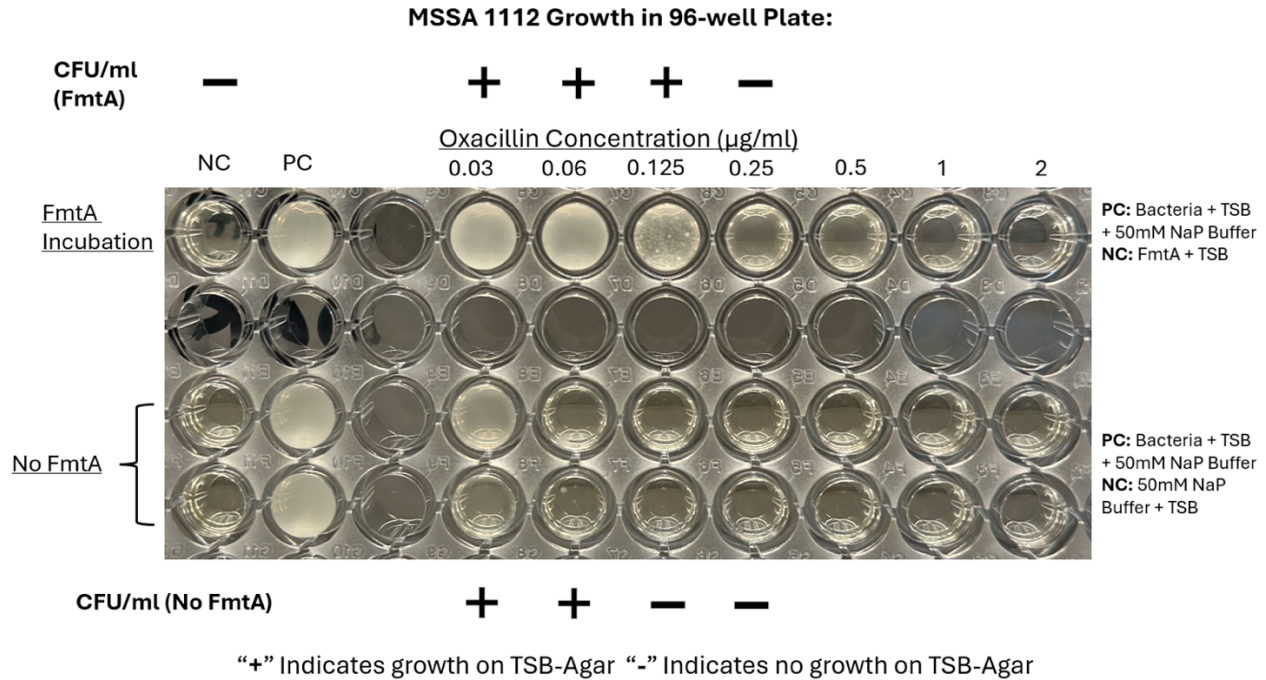 MSSA 1112 Growth in 96-well Plate:
CFU/ml
(FmtA)
− + + + −
Oxacillin Concentration (µg/ml)
NC PC 0.03 0.06 0.125 0.25 0.5 1 2
FmtA
Incubation
PC: Bacteria + TSB
+ 50mM NaP Buffer
NC: FmtA + TSB
No FmtA
PC: Bacteria + TSB
+ 50mM NaP Buffer
NC: 50mM NaP
Buffer + TSB
CFU/ml (No FmtA) + + − −
“+” Indicates growth on TSB-Agar “-” Indicates no growth on TSB-Agar